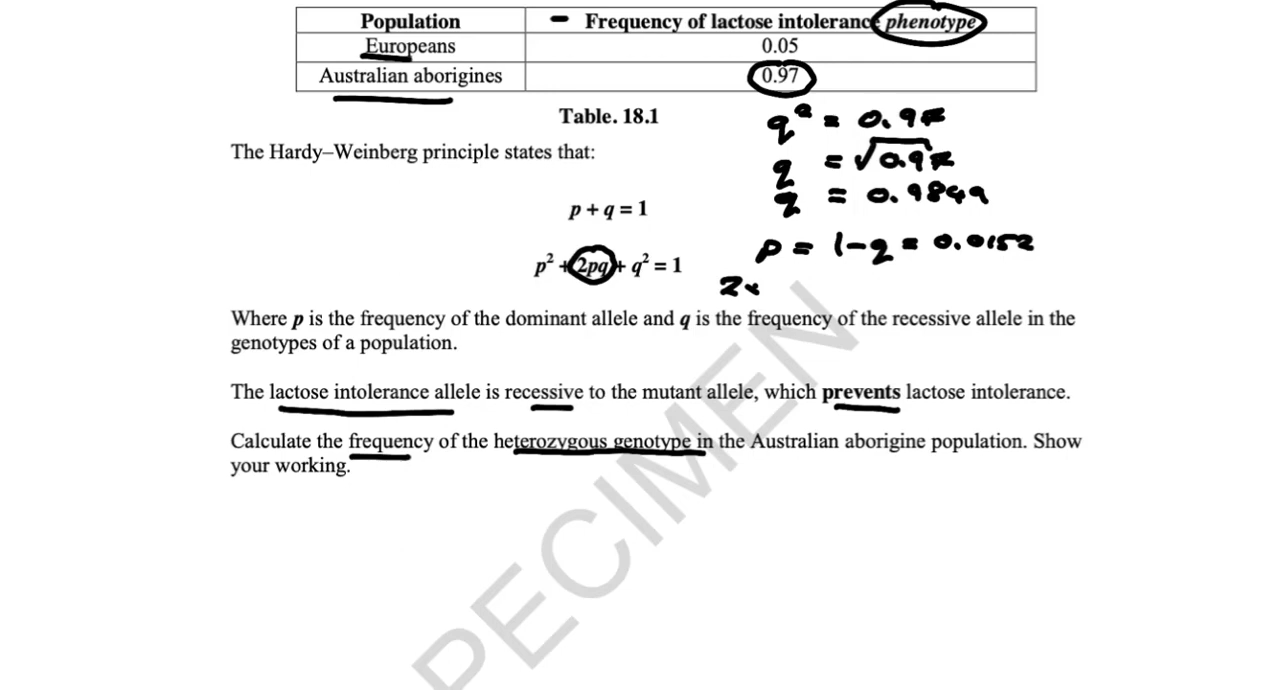 Population Frequency of lactose intolerance phenotype
Europeans 0.05
Australian aborigines 0.97
Table. 18.1
q² = 0.97
The Hardy–Weinberg principle states that:
q = √0.97
q = 0.9849
p + q = 1
p = 1-q = 0.0152
p² + 2pq + q² = 1
2×
Where p is the frequency of the dominant allele and q is the frequency of the recessive allele in the
genotypes of a population.
The lactose intolerance allele is recessive to the mutant allele, which prevents lactose intolerance.
Calculate the frequency of the heterozygous genotype in the Australian aborigine population. Show
your working.
PECIMEN